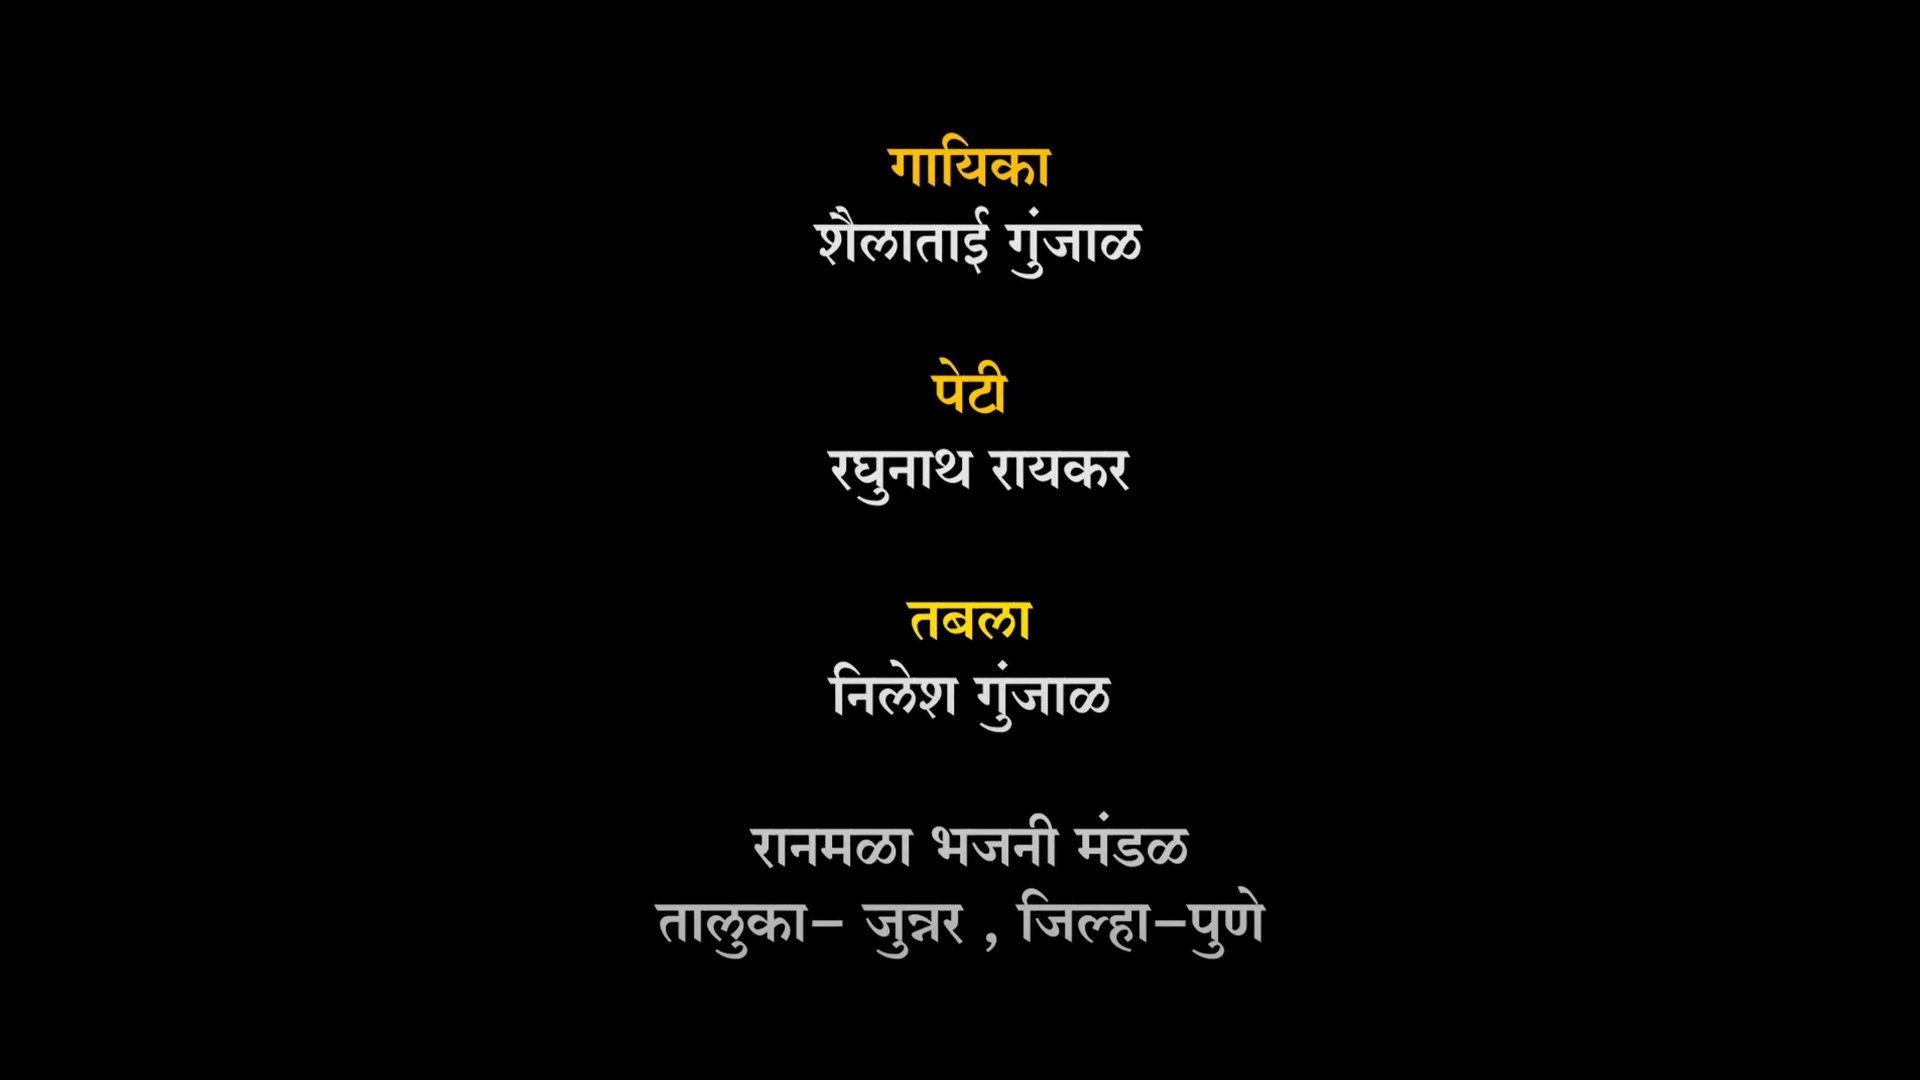 गायिका
शैलाताई गुंजाळ
पेटी
रघुनाथ रायकर
तबला
निलेश गुंजाळ
रानमळा भजनी मंडळ
तालुका- जुन्नर , जिल्हा-पुणे